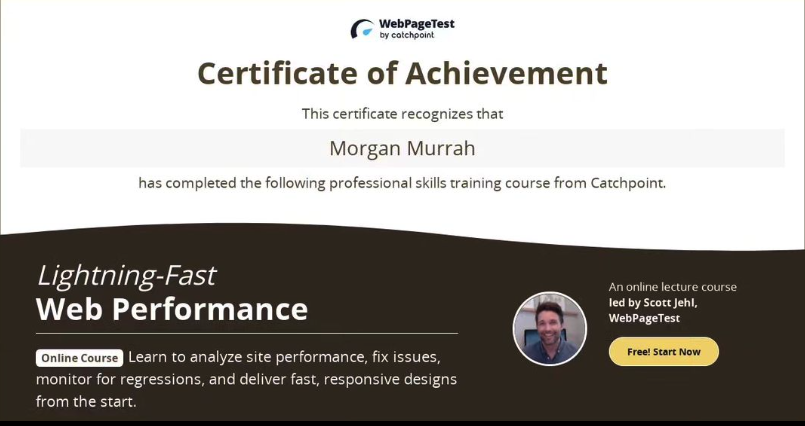 WebPageTest
by catchpoint
Certificate of Achievement
This certificate recognizes that
Morgan Murrah
has completed the following professional skills training course from Catchpoint.
Lightning-Fast
Web Performance
Online Course Learn to analyze site performance, fix issues,
monitor for regressions, and deliver fast, responsive designs
from the start.
An online lecture course
led by Scott Jehl,
WebPageTest
Free! Start Now